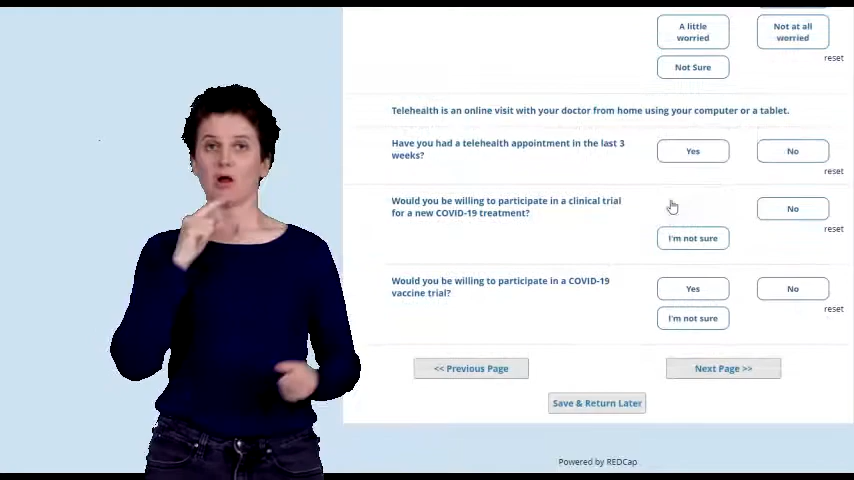 A little
worried
Not at all
worried
Not Sure
reset
Telehealth is an online visit with your doctor from home using your computer or a tablet.
Have you had a telehealth appointment in the last 3
weeks?
Yes
No
reset
Would you be willing to participate in a clinical trial
for a new COVID-19 treatment?
No
I'm not sure
reset
Would you be willing to participate in a COVID-19
vaccine trial?
Yes
No
I'm not sure
reset
<< Previous Page
Next Page >>
Save & Return Later
Powered by REDCap